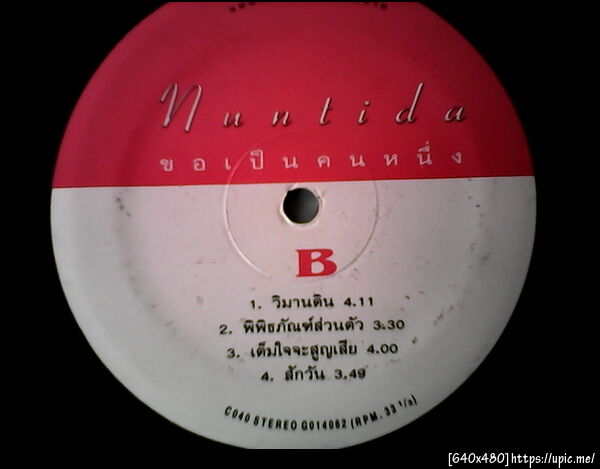 Nuntida
ขอเป็นคนหนึ่ง
B
1. วิมานดิน 4.11
2. พิพิธภัณฑ์ส่วนตัว 3.30
3. เต็มใจจะสูญเสีย 4.00
4. สักวัน 3.49
C040 STEREO G014062 (RPM. 33 1/3)
[640x480]https://upic.me/